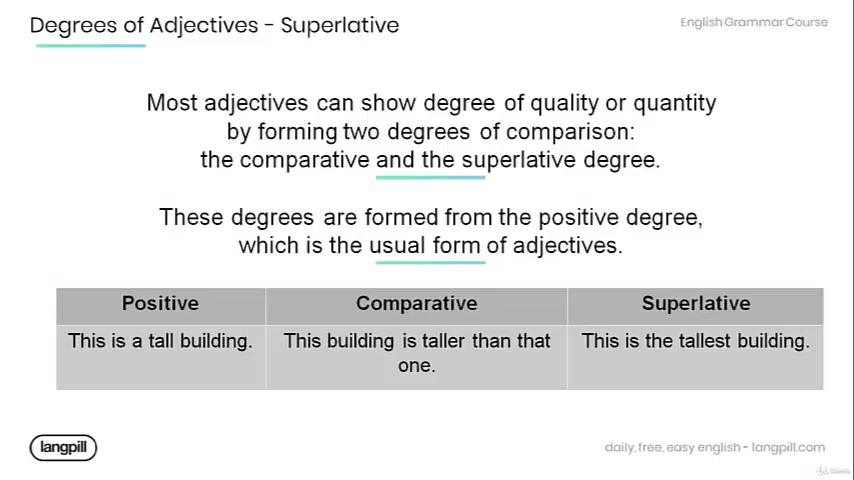 Degrees of Adjectives - Superlative
English Grammar Course
Most adjectives can show degree of quality or quantity
by forming two degrees of comparison:
the comparative and the superlative degree.
These degrees are formed from the positive degree,
which is the usual form of adjectives.
Positive
Comparative
Superlative
This is a tall building.
This building is taller than that
one.
This is the tallest building.
langpill
daily, free, easy english - langpill.com
Udemy